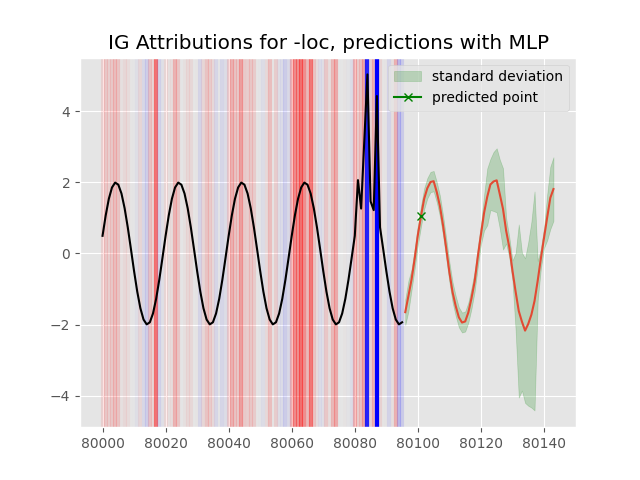 IG Attributions for -loc, predictions with MLP
standard deviation
predicted point
4
2
0
−2
−4
80000 80020 80040 80060 80080 80100 80120 80140